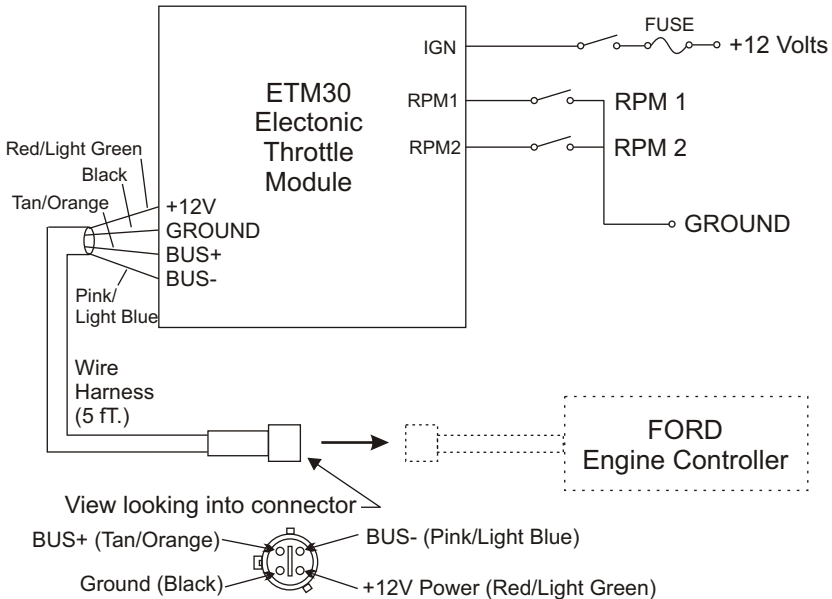 FUSE
IGN
+12 Volts
ETM30
Electonic
Throttle
Module
RPM1
RPM 1
RPM2
RPM 2
GROUND
Red/Light Green
Black
Tan/Orange
+12V
GROUND
BUS+
BUS-
Pink/
Light Blue
Wire
Harness
(5 fT.)
FORD
Engine Controller
View looking into connector
BUS+ (Tan/Orange)
BUS- (Pink/Light Blue)
Ground (Black)
+12V Power (Red/Light Green)